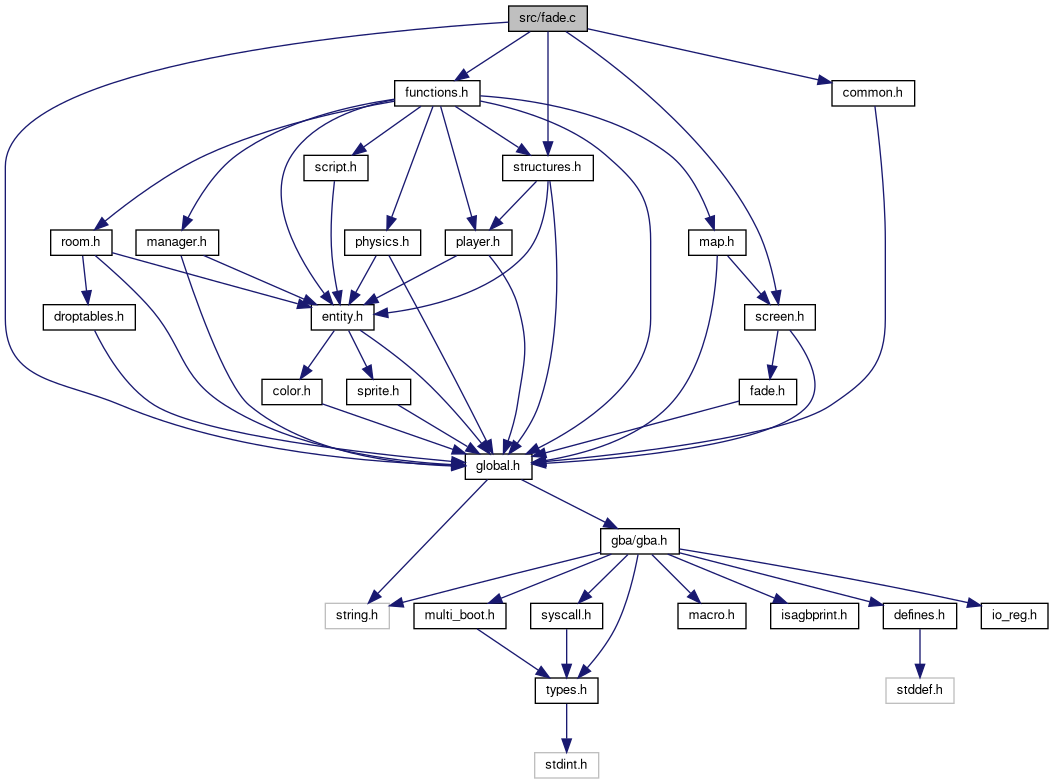 src/fade.c
functions.h
common.h
script.h
structures.h
room.h
manager.h
physics.h
player.h
map.h
droptables.h
entity.h
screen.h
color.h
sprite.h
fade.h
global.h
gba/gba.h
string.h
multi_boot.h
syscall.h
macro.h
isagbprint.h
defines.h
io_reg.h
types.h
stddef.h
stdint.h